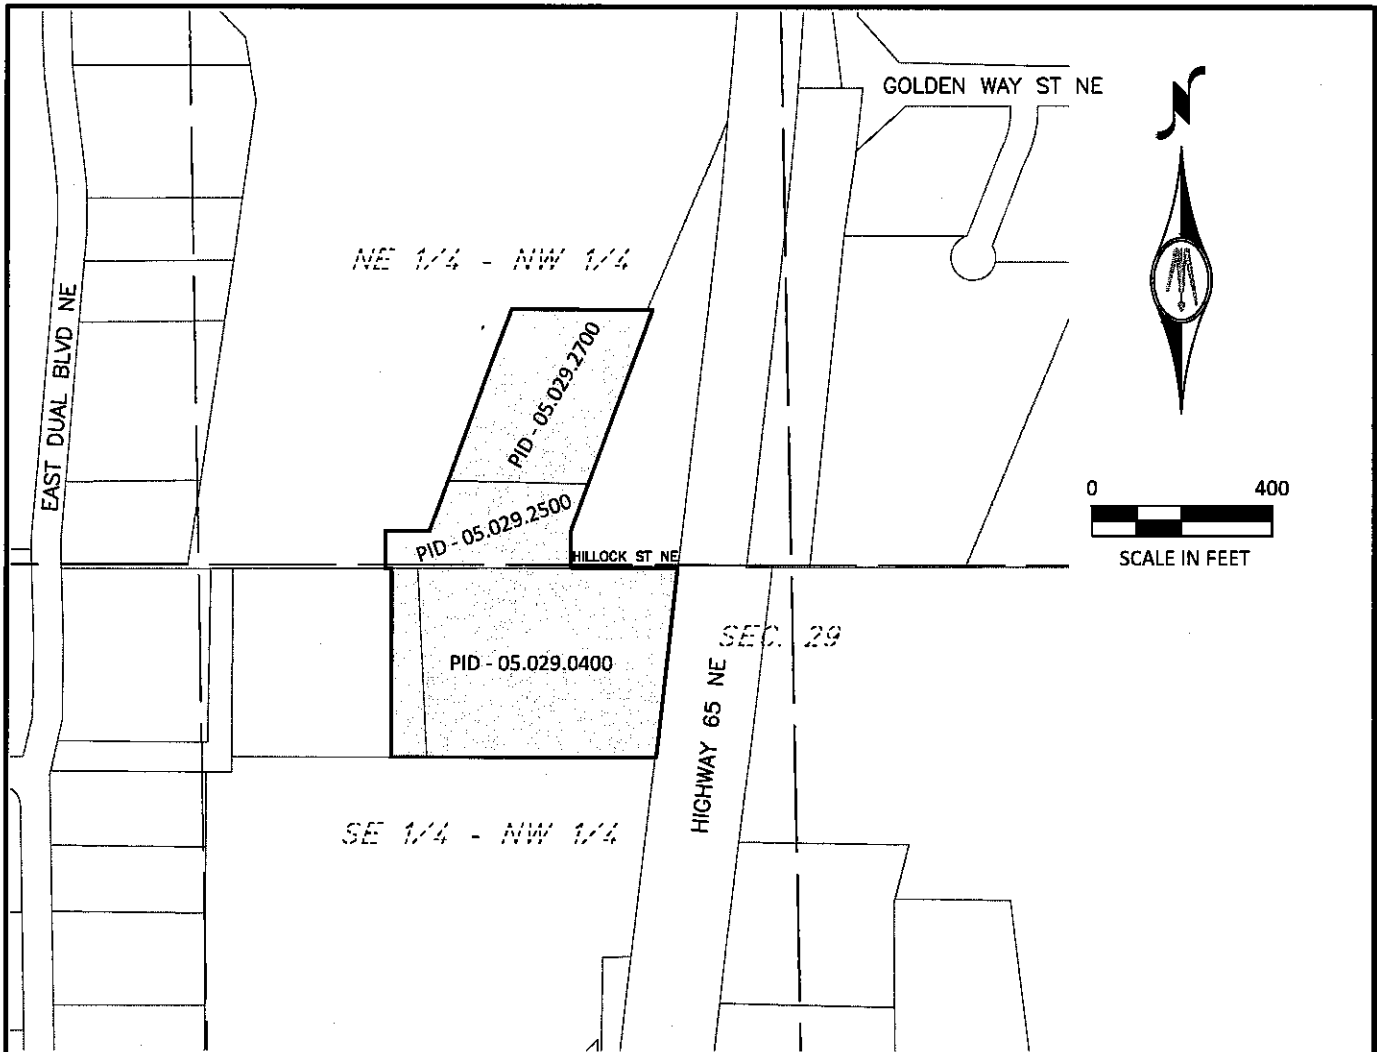 GOLDEN WAY ST NE
N
NE 1/4 - NW 1/4
EAST DUAL BLVD NE
PID - 05.029.2700
PID - 05.029.2500
HILLOCK ST NE
0 400
SCALE IN FEET
SEC. 29
PID - 05.029.0400
HIGHWAY 65 NE
SE 1/4 - NW 1/4